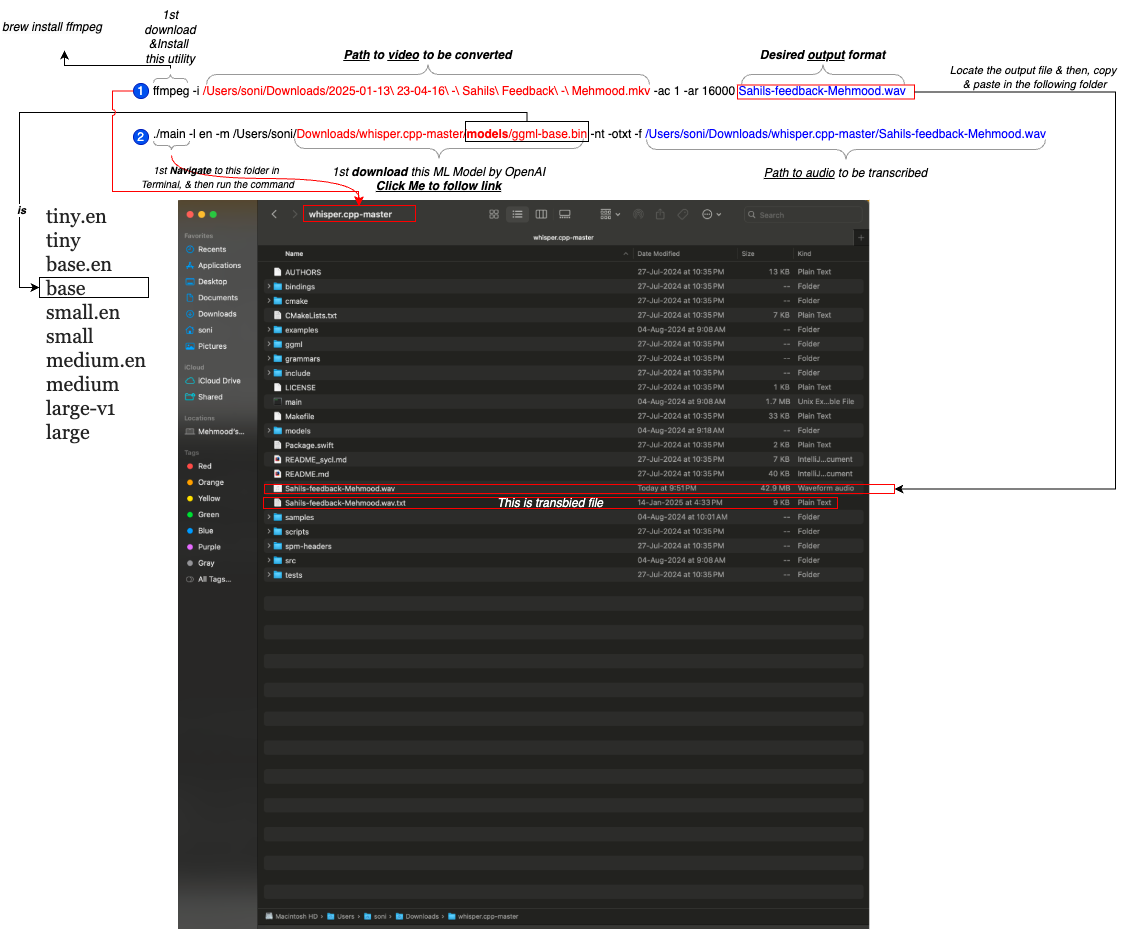 brew install ffmpeg
1st
download
&Install
this utility
Path to video to be converted
Desired output format
Locate the output file & then, copy
& paste in the following folder
1 ffmpeg -i /Users/soni/Downloads/2025-01-13\ 23-04-16\ -\ Sahils\ Feedback\ -\ Mehmood.mkv -ac 1 -ar 16000 Sahils-feedback-Mehmood.wav
2 ./main -l en -m /Users/soni/Downloads/whisper.cpp-master/models/ggml-base.bin -nt -otxt -f /Users/soni/Downloads/whisper.cpp-master/Sahils-feedback-Mehmood.wav
1st Navigate to this folder in
Terminal, & then run the command
1st download this ML Model by OpenAI
Click Me to follow link
Path to audio to be transcribed
is
tiny.en
tiny
base.en
base
small.en
small
medium.en
medium
large-v1
large
whisper.cpp-master
Search
whisper.cpp-master
Favorites
Recents
Applications
Desktop
Documents
Downloads
soni
Pictures
iCloud
iCloud Drive
Shared
Locations
Mehmood's...
Tags
Red
Orange
Yellow
Green
Blue
Purple
Gray
All Tags...
Name Date Modified Size Kind
AUTHORS 27-Jul-2024 at 10:35 PM 13 KB Plain Text
bindings 27-Jul-2024 at 10:35 PM -- Folder
cmake 27-Jul-2024 at 10:35 PM -- Folder
CMakeLists.txt 27-Jul-2024 at 10:35 PM 7 KB Plain Text
examples 04-Aug-2024 at 9:08 AM -- Folder
ggml 27-Jul-2024 at 10:35 PM -- Folder
grammars 27-Jul-2024 at 10:35 PM -- Folder
include 27-Jul-2024 at 10:35 PM -- Folder
LICENSE 27-Jul-2024 at 10:35 PM 1 KB Plain Text
main 04-Aug-2024 at 9:08 AM 1.7 MB Unix Ex...ble File
Makefile 27-Jul-2024 at 10:35 PM 33 KB Plain Text
models 04-Aug-2024 at 9:18 AM -- Folder
Package.swift 27-Jul-2024 at 10:35 PM 2 KB Plain Text
README_sycl.md 27-Jul-2024 at 10:35 PM 7 KB IntelliJ...cument
README.md 27-Jul-2024 at 10:35 PM 40 KB IntelliJ...cument
Sahils-feedback-Mehmood.wav Today at 9:51 PM 42.9 MB Waveform audio
Sahils-feedback-Mehmood.wav.txt This is transbied file 14-Jan-2025 at 4:33 PM 9 KB Plain Text
samples 04-Aug-2024 at 10:01 AM -- Folder
scripts 27-Jul-2024 at 10:35 PM -- Folder
spm-headers 27-Jul-2024 at 10:35 PM -- Folder
src 04-Aug-2024 at 9:08 AM -- Folder
tests 27-Jul-2024 at 10:35 PM -- Folder
Macintosh HD › Users › soni › Downloads › whisper.cpp-master